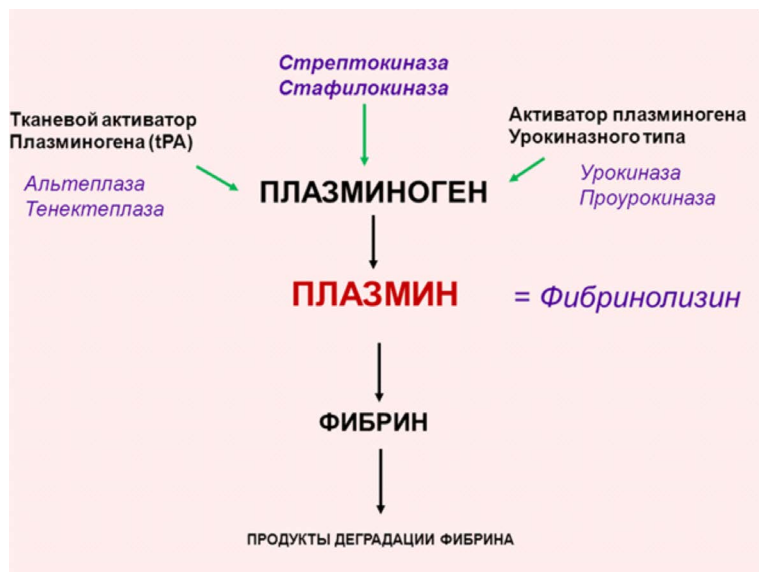 Стрептокиназа
Стафилокиназа
Тканевой активатор
Плазминогена (tPA)
Альтеплаза
Тенектеплаза
Активатор плазминогена
Урокиназного типа
Урокиназа
Проурокиназа
ПЛАЗМИНОГЕН
ПЛАЗМИН
= Фибринолизин
ФИБРИН
ПРОДУКТЫ ДЕГРАДАЦИИ ФИБРИНА